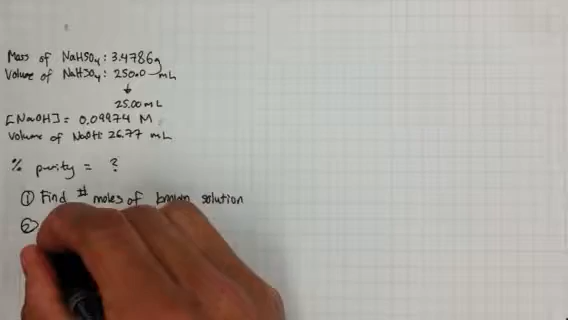 Mass of NaHSO4: 3.4786g
Volume of NaHSO4: 250.0 mL
↓
25.00 mL
[NaOH] = 0.09974 M
Volume of NaOH: 26.77 mL
% purity = ?
① Find # moles of known solution
②